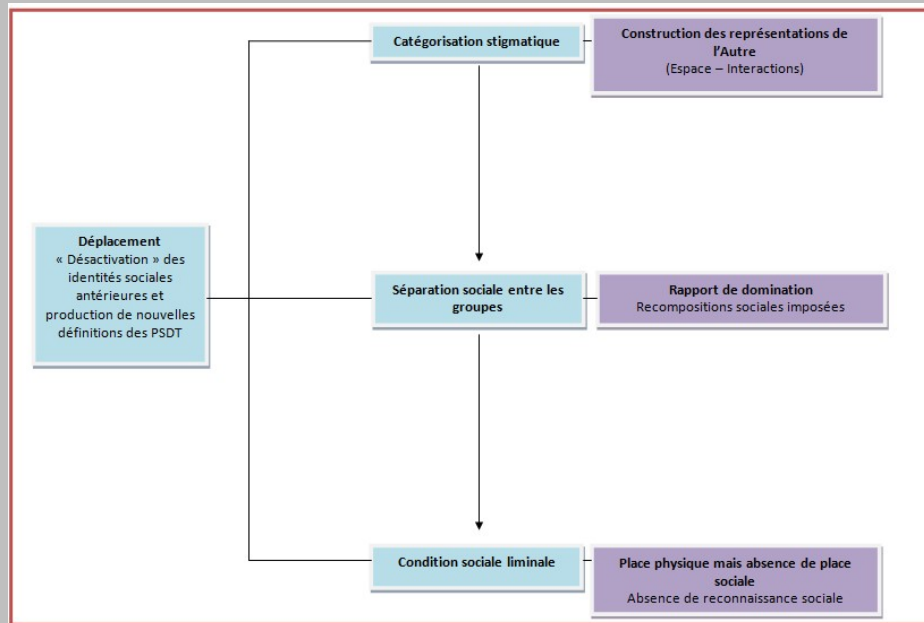 Catégorisation stigmatique
Construction des représentations de
l'Autre
(Espace – Interactions)
Déplacement
« Désactivation » des
identités sociales
antérieures et
production de nouvelles
définitions des PSDT
Séparation sociale entre les
groupes
Rapport de domination
Recompositions sociales imposées
Condition sociale liminale
Place physique mais absence de place
sociale
Absence de reconnaissance sociale